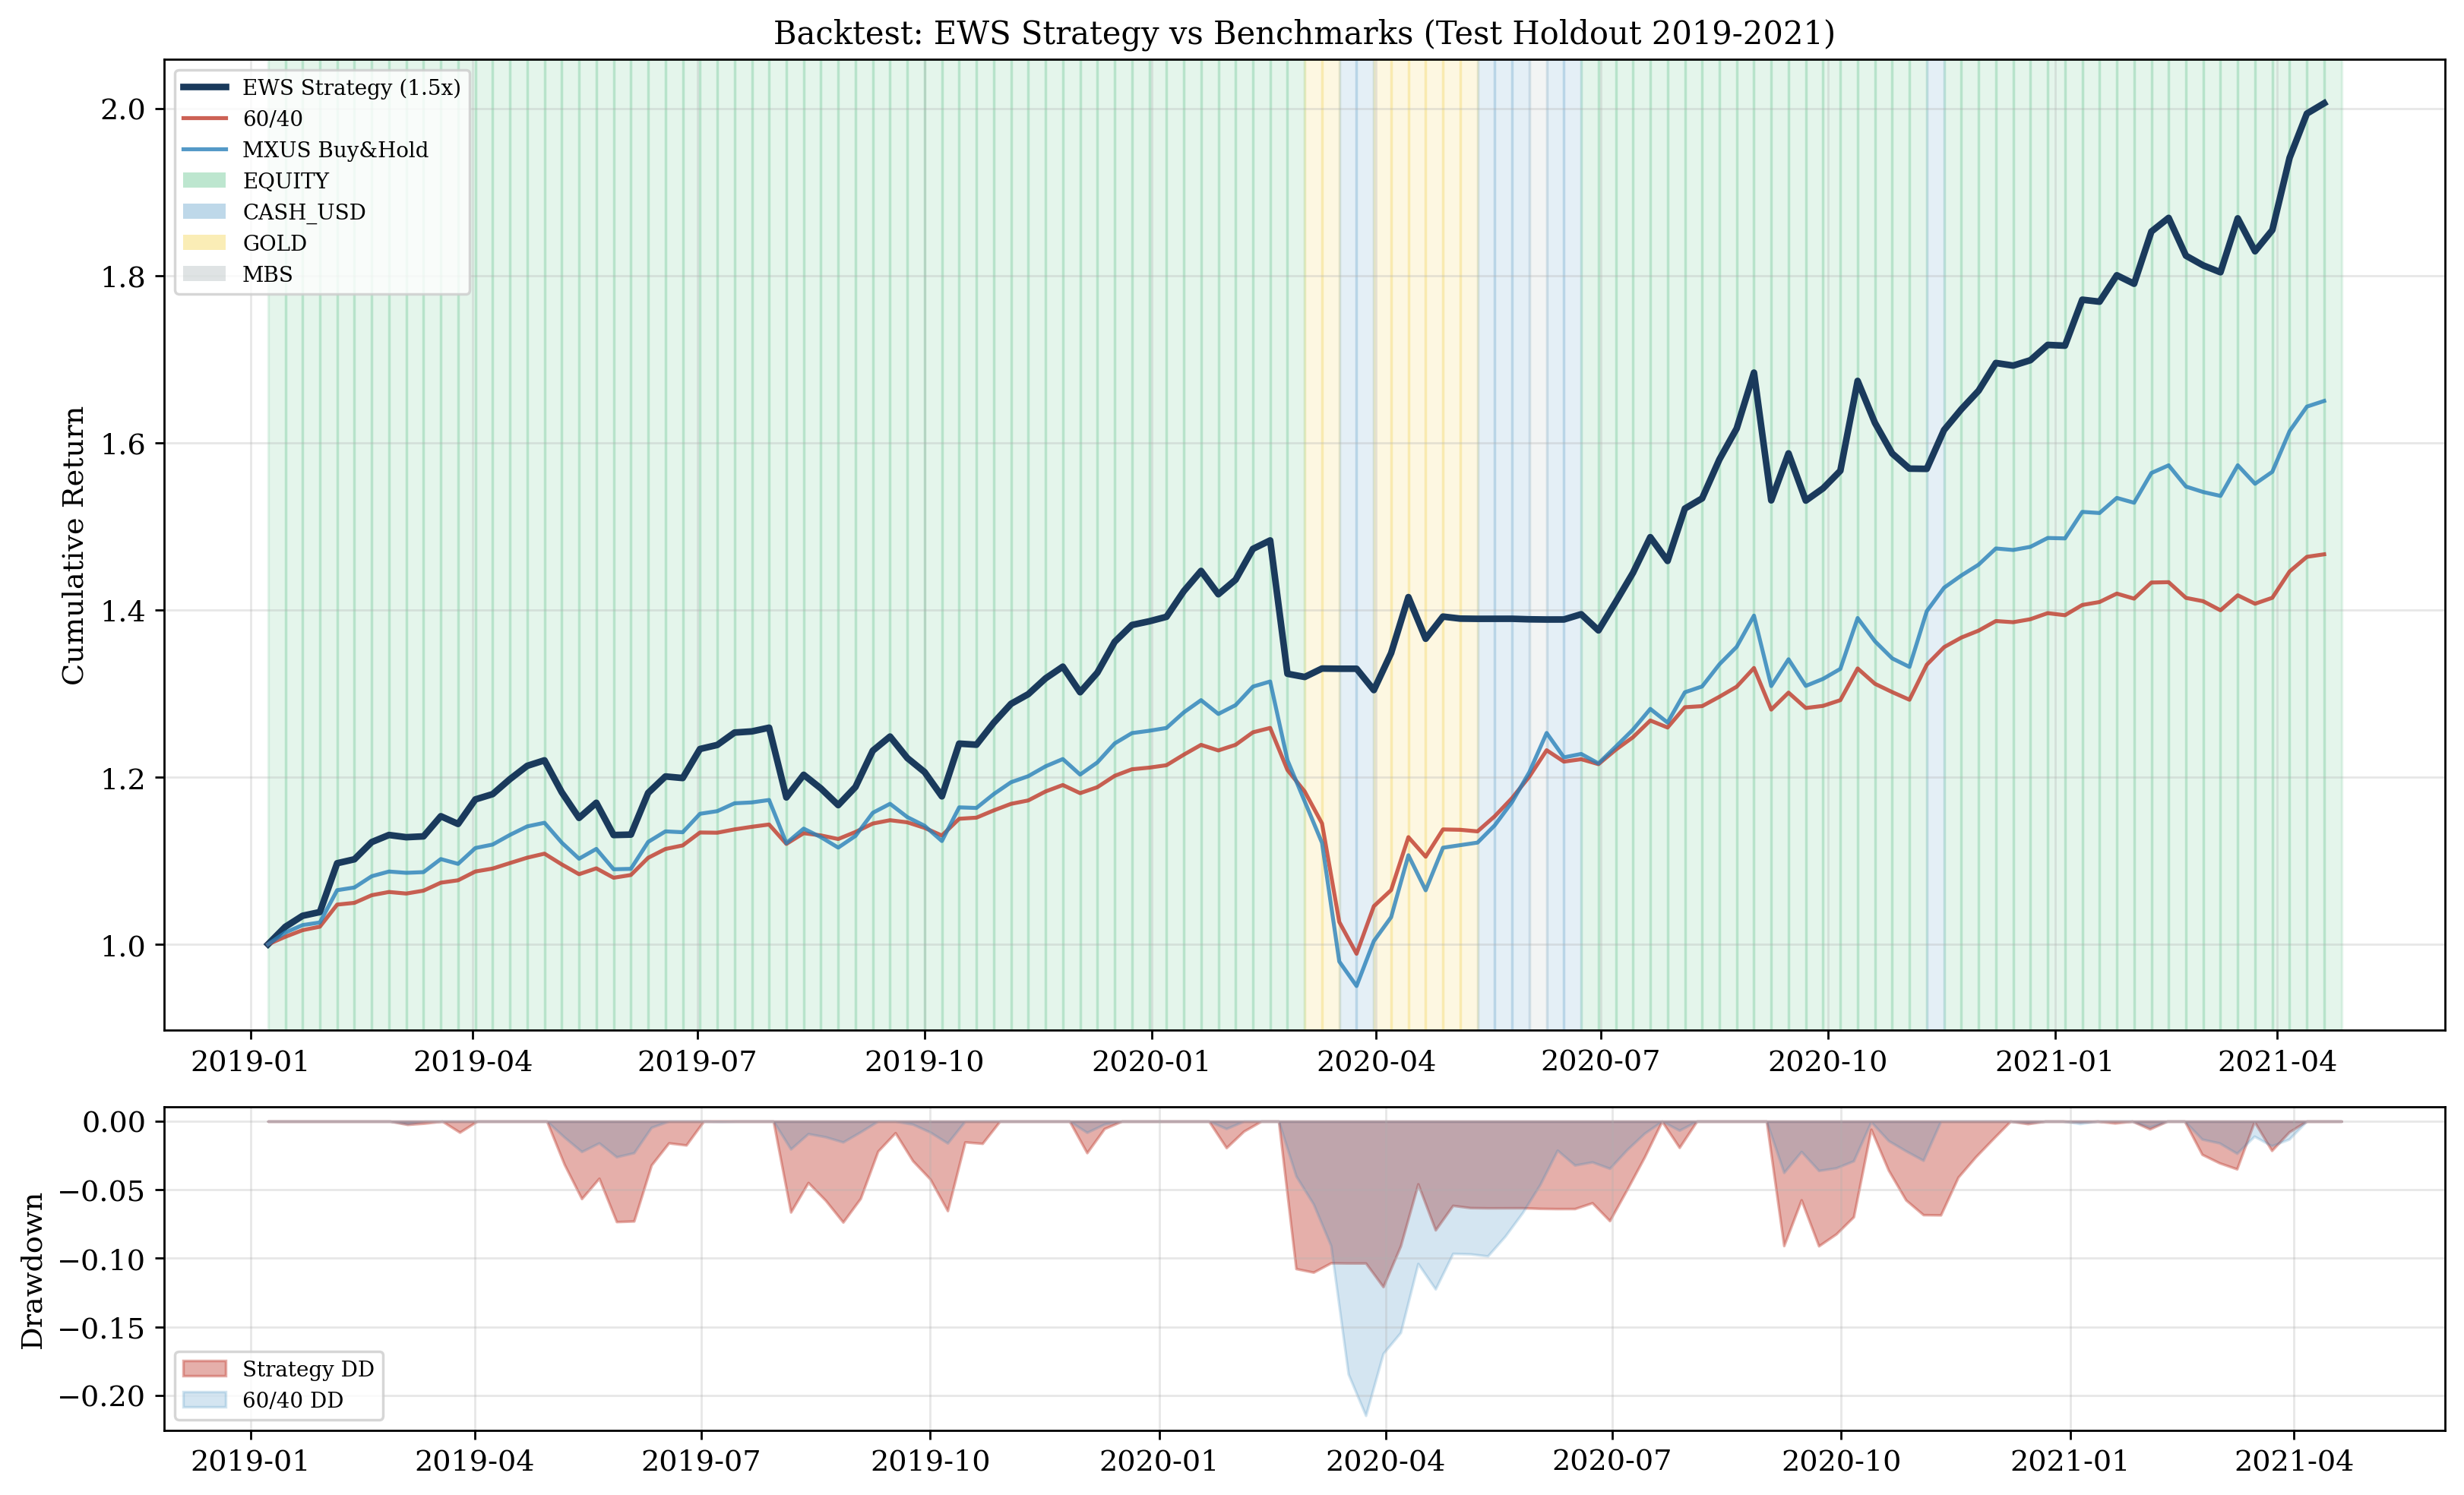 Backtest: EWS Strategy vs Benchmarks (Test Holdout 2019-2021)
EWS Strategy (1.5x)
60/40
MXUS Buy&Hold
EQUITY
CASH_USD
GOLD
MBS
Cumulative Return
2.0
1.8
1.6
1.4
1.2
1.0
2019-01 2019-04 2019-07 2019-10 2020-01 2020-04 2020-07 2020-10 2021-01 2021-04
Drawdown
0.00
−0.05
−0.10
−0.15
−0.20
Strategy DD
60/40 DD
2019-01 2019-04 2019-07 2019-10 2020-01 2020-04 2020-07 2020-10 2021-01 2021-04